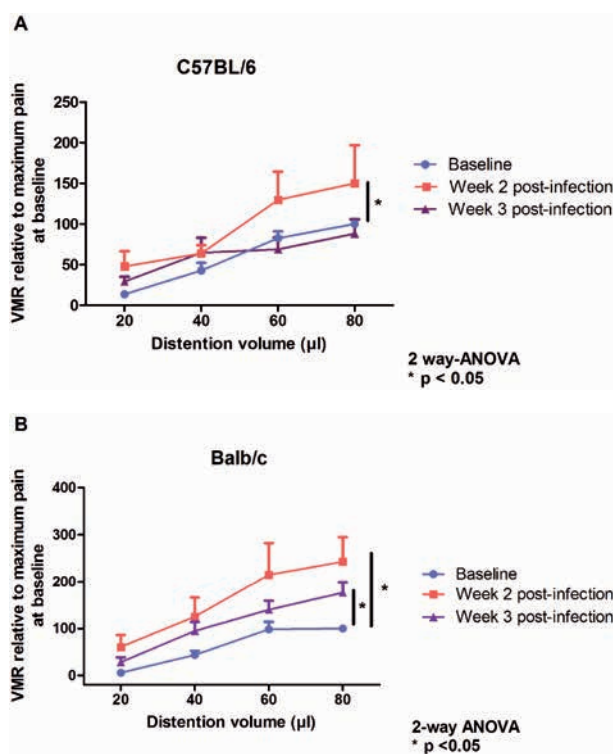 A
C57BL/6
VMR relative to maximum pain
at baseline
250
200
150
100
50
0
20 40 60 80
Distention volume (µl)
Baseline
Week 2 post-infection
Week 3 post-infection
*
2 way-ANOVA
* p < 0.05
B
Balb/c
VMR relative to maximum pain
at baseline
400
300
200
100
0
20 40 60 80
Distention volume (µl)
Baseline
Week 2 post-infection
Week 3 post-infection
*
*
2-way ANOVA
* p <0.05